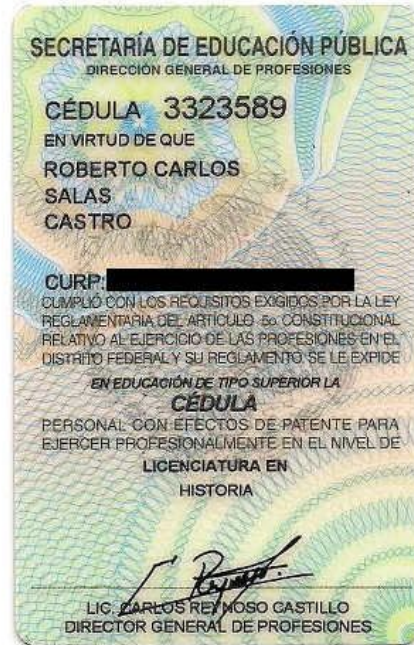 SECRETARÍA DE EDUCACIÓN PÚBLICA
DIRECCIÓN GENERAL DE PROFESIONES
CÉDULA 3323589
EN VIRTUD DE QUE
ROBERTO CARLOS
SALAS
CASTRO
CURP:
CUMPLIÓ CON LOS REQUISITOS EXIGIDOS POR LA LEY
REGLAMENTARIA DEL ARTÍCULO 5o. CONSTITUCIONAL
RELATIVO AL EJERCICIO DE LAS PROFESIONES EN EL
DISTRITO FEDERAL Y SU REGLAMENTO SE LE EXPIDE
EN EDUCACIÓN DE TIPO SUPERIOR LA
CÉDULA
PERSONAL CON EFECTOS DE PATENTE PARA
EJERCER PROFESIONALMENTE EN EL NIVEL DE
LICENCIATURA EN
HISTORIA
LIC. CARLOS REYNOSO CASTILLO
DIRECTOR GENERAL DE PROFESIONES